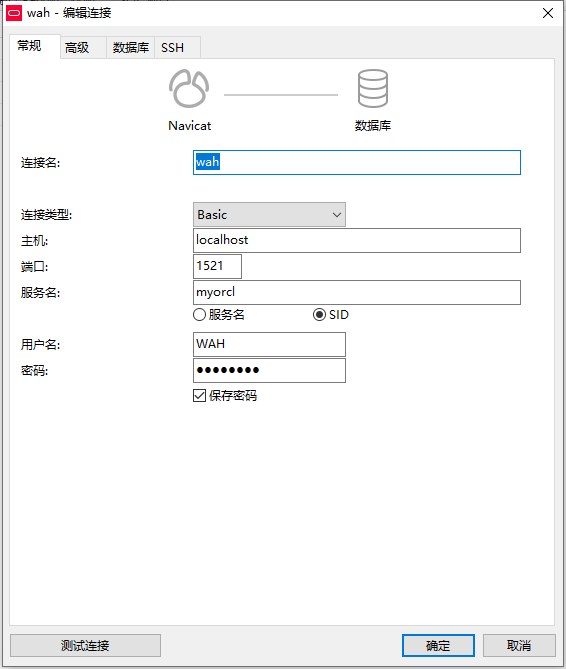 wah - 编辑连接
常规 高级 数据库 SSH
Navicat 数据库
连接名: wah
连接类型: Basic
主机: localhost
端口: 1521
服务名: myorcl
服务名 SID
用户名: WAH
密码: ●●●●●●●●
保存密码
测试连接 确定 取消